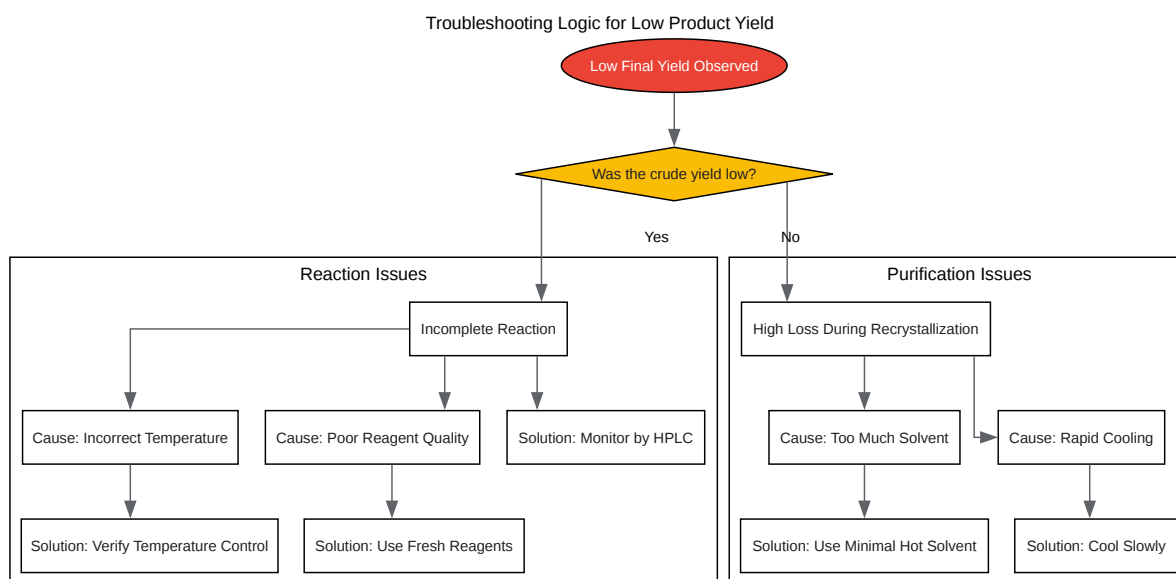 Troubleshooting Logic for Low Product Yield
Low Final Yield Observed
Was the crude yield low?
Yes
No
Reaction Issues
Purification Issues
Incomplete Reaction
High Loss During Recrystallization
Cause: Incorrect Temperature
Cause: Poor Reagent Quality
Solution: Monitor by HPLC
Cause: Too Much Solvent
Cause: Rapid Cooling
Solution: Verify Temperature Control
Solution: Use Fresh Reagents
Solution: Use Minimal Hot Solvent
Solution: Cool Slowly